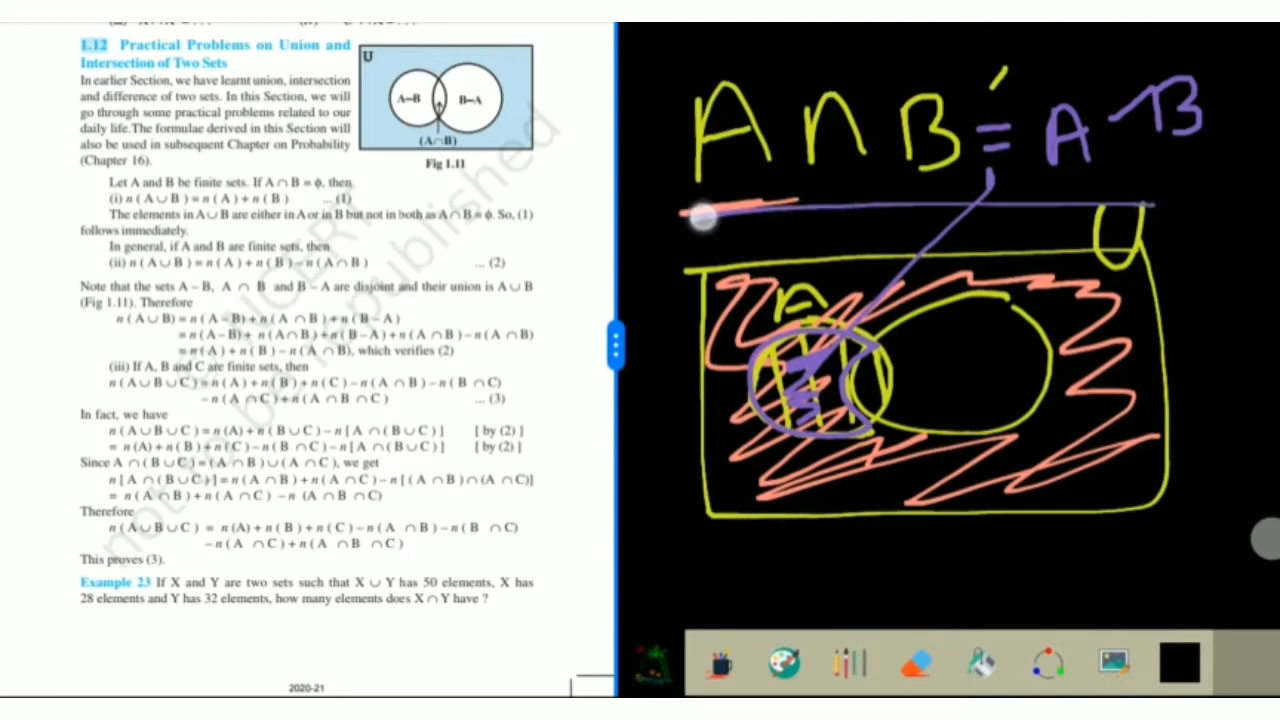 1.12 Practical Problems on Union and
Intersection of Two Sets
In earlier Section, we have learnt union, intersection
and difference of two sets. In this Section, we will
go through some practical problems related to our
daily life.The formulae derived in this Section will
also be used in subsequent Chapter on Probability
(Chapter 16).
U
A–B
B–A
(A∩B)
Fig 1.11
Let A and B be finite sets. If A ∩ B = φ, then
(i) n ( A ∪ B ) = n ( A ) + n ( B ) ... (1)
The elements in A ∪ B are either in A or in B but not in both as A ∩ B = φ. So, (1)
follows immediately.
In general, if A and B are finite sets, then
(ii) n ( A ∪ B ) = n ( A ) + n ( B ) – n ( A ∩ B ) ... (2)
Note that the sets A – B, A ∩ B and B – A are disjoint and their union is A ∪ B
(Fig 1.11). Therefore
n ( A ∪ B) = n ( A – B) + n ( A ∩ B ) + n ( B – A )
= n ( A – B) + n ( A ∩ B ) + n ( B – A ) + n ( A ∩ B ) – n ( A ∩ B)
= n ( A ) + n ( B ) – n ( A ∩ B ), which verifies (2)
(iii) If A, B and C are finite sets, then
n ( A ∪ B ∪ C ) = n ( A ) + n ( B ) + n ( C ) – n ( A ∩ B ) – n ( B ∩ C)
– n ( A ∩ C ) + n ( A ∩ B ∩ C ) ... (3)
In fact, we have
n ( A ∪ B ∪ C ) = n (A) + n ( B ∪ C ) – n [ A ∩ ( B ∪ C ) ] [ by (2) ]
= n (A) + n ( B ) + n ( C ) – n ( B ∩ C ) – n [ A ∩ ( B ∪ C ) ] [ by (2) ]
Since A ∩ ( B ∪ C ) = ( A ∩ B ) ∪ ( A ∩ C ), we get
n [ A ∩ ( B ∪ C ) ] = n ( A ∩ B ) + n ( A ∩ C ) – n [ ( A ∩ B ) ∩ (A ∩ C)]
= n ( A ∩ B ) + n ( A ∩ C ) – n (A ∩ B ∩ C)
Therefore
n ( A ∪ B ∪ C ) = n (A) + n ( B ) + n ( C ) – n ( A ∩ B ) – n ( B ∩ C)
– n ( A ∩ C ) + n ( A ∩ B ∩ C )
This proves (3).
Example 23 If X and Y are two sets such that X ∪ Y has 50 elements, X has
28 elements and Y has 32 elements, how many elements does X ∩ Y have ?
2020-21
not to be republished
A ∩ B′ = A – B
U
A